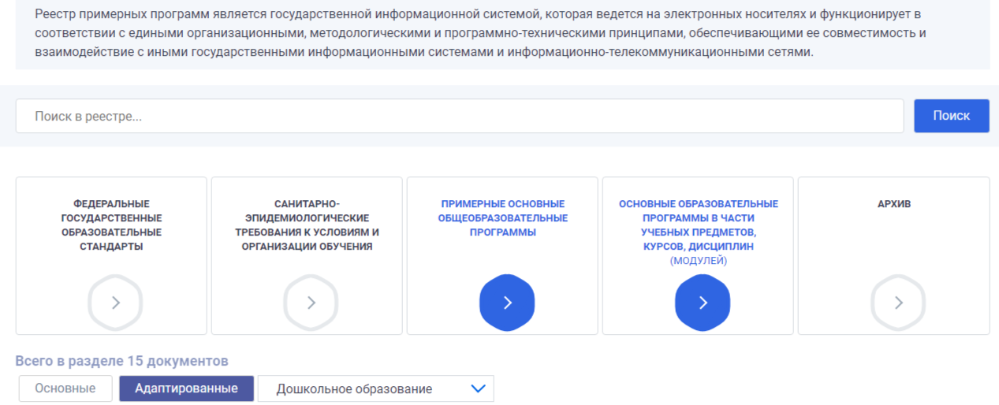 Реестр примерных программ является государственной информационной системой, которая ведется на электронных носителях и функционирует в
соответствии с едиными организационными, методологическими и программно-техническими принципами, обеспечивающими ее совместимость и
взаимодействие с иными государственными информационными системами и информационно-телекоммуникационными сетями.
Поиск в реестре...
Поиск
ФЕДЕРАЛЬНЫЕ
ГОСУДАРСТВЕННЫЕ
ОБРАЗОВАТЕЛЬНЫЕ
СТАНДАРТЫ
САНИТАРНО-
ЭПИДЕМИОЛОГИЧЕСКИЕ
ТРЕБОВАНИЯ К УСЛОВИЯМ И
ОРГАНИЗАЦИИ ОБУЧЕНИЯ
ПРИМЕРНЫЕ ОСНОВНЫЕ
ОБЩЕОБРАЗОВАТЕЛЬНЫЕ
ПРОГРАММЫ
ОСНОВНЫЕ ОБРАЗОВАТЕЛЬНЫЕ
ПРОГРАММЫ В ЧАСТИ
УЧЕБНЫХ ПРЕДМЕТОВ,
КУРСОВ, ДИСЦИПЛИН
(МОДУЛЕЙ)
АРХИВ
Всего в разделе 15 документов
Основные
Адаптированные
Дошкольное образование